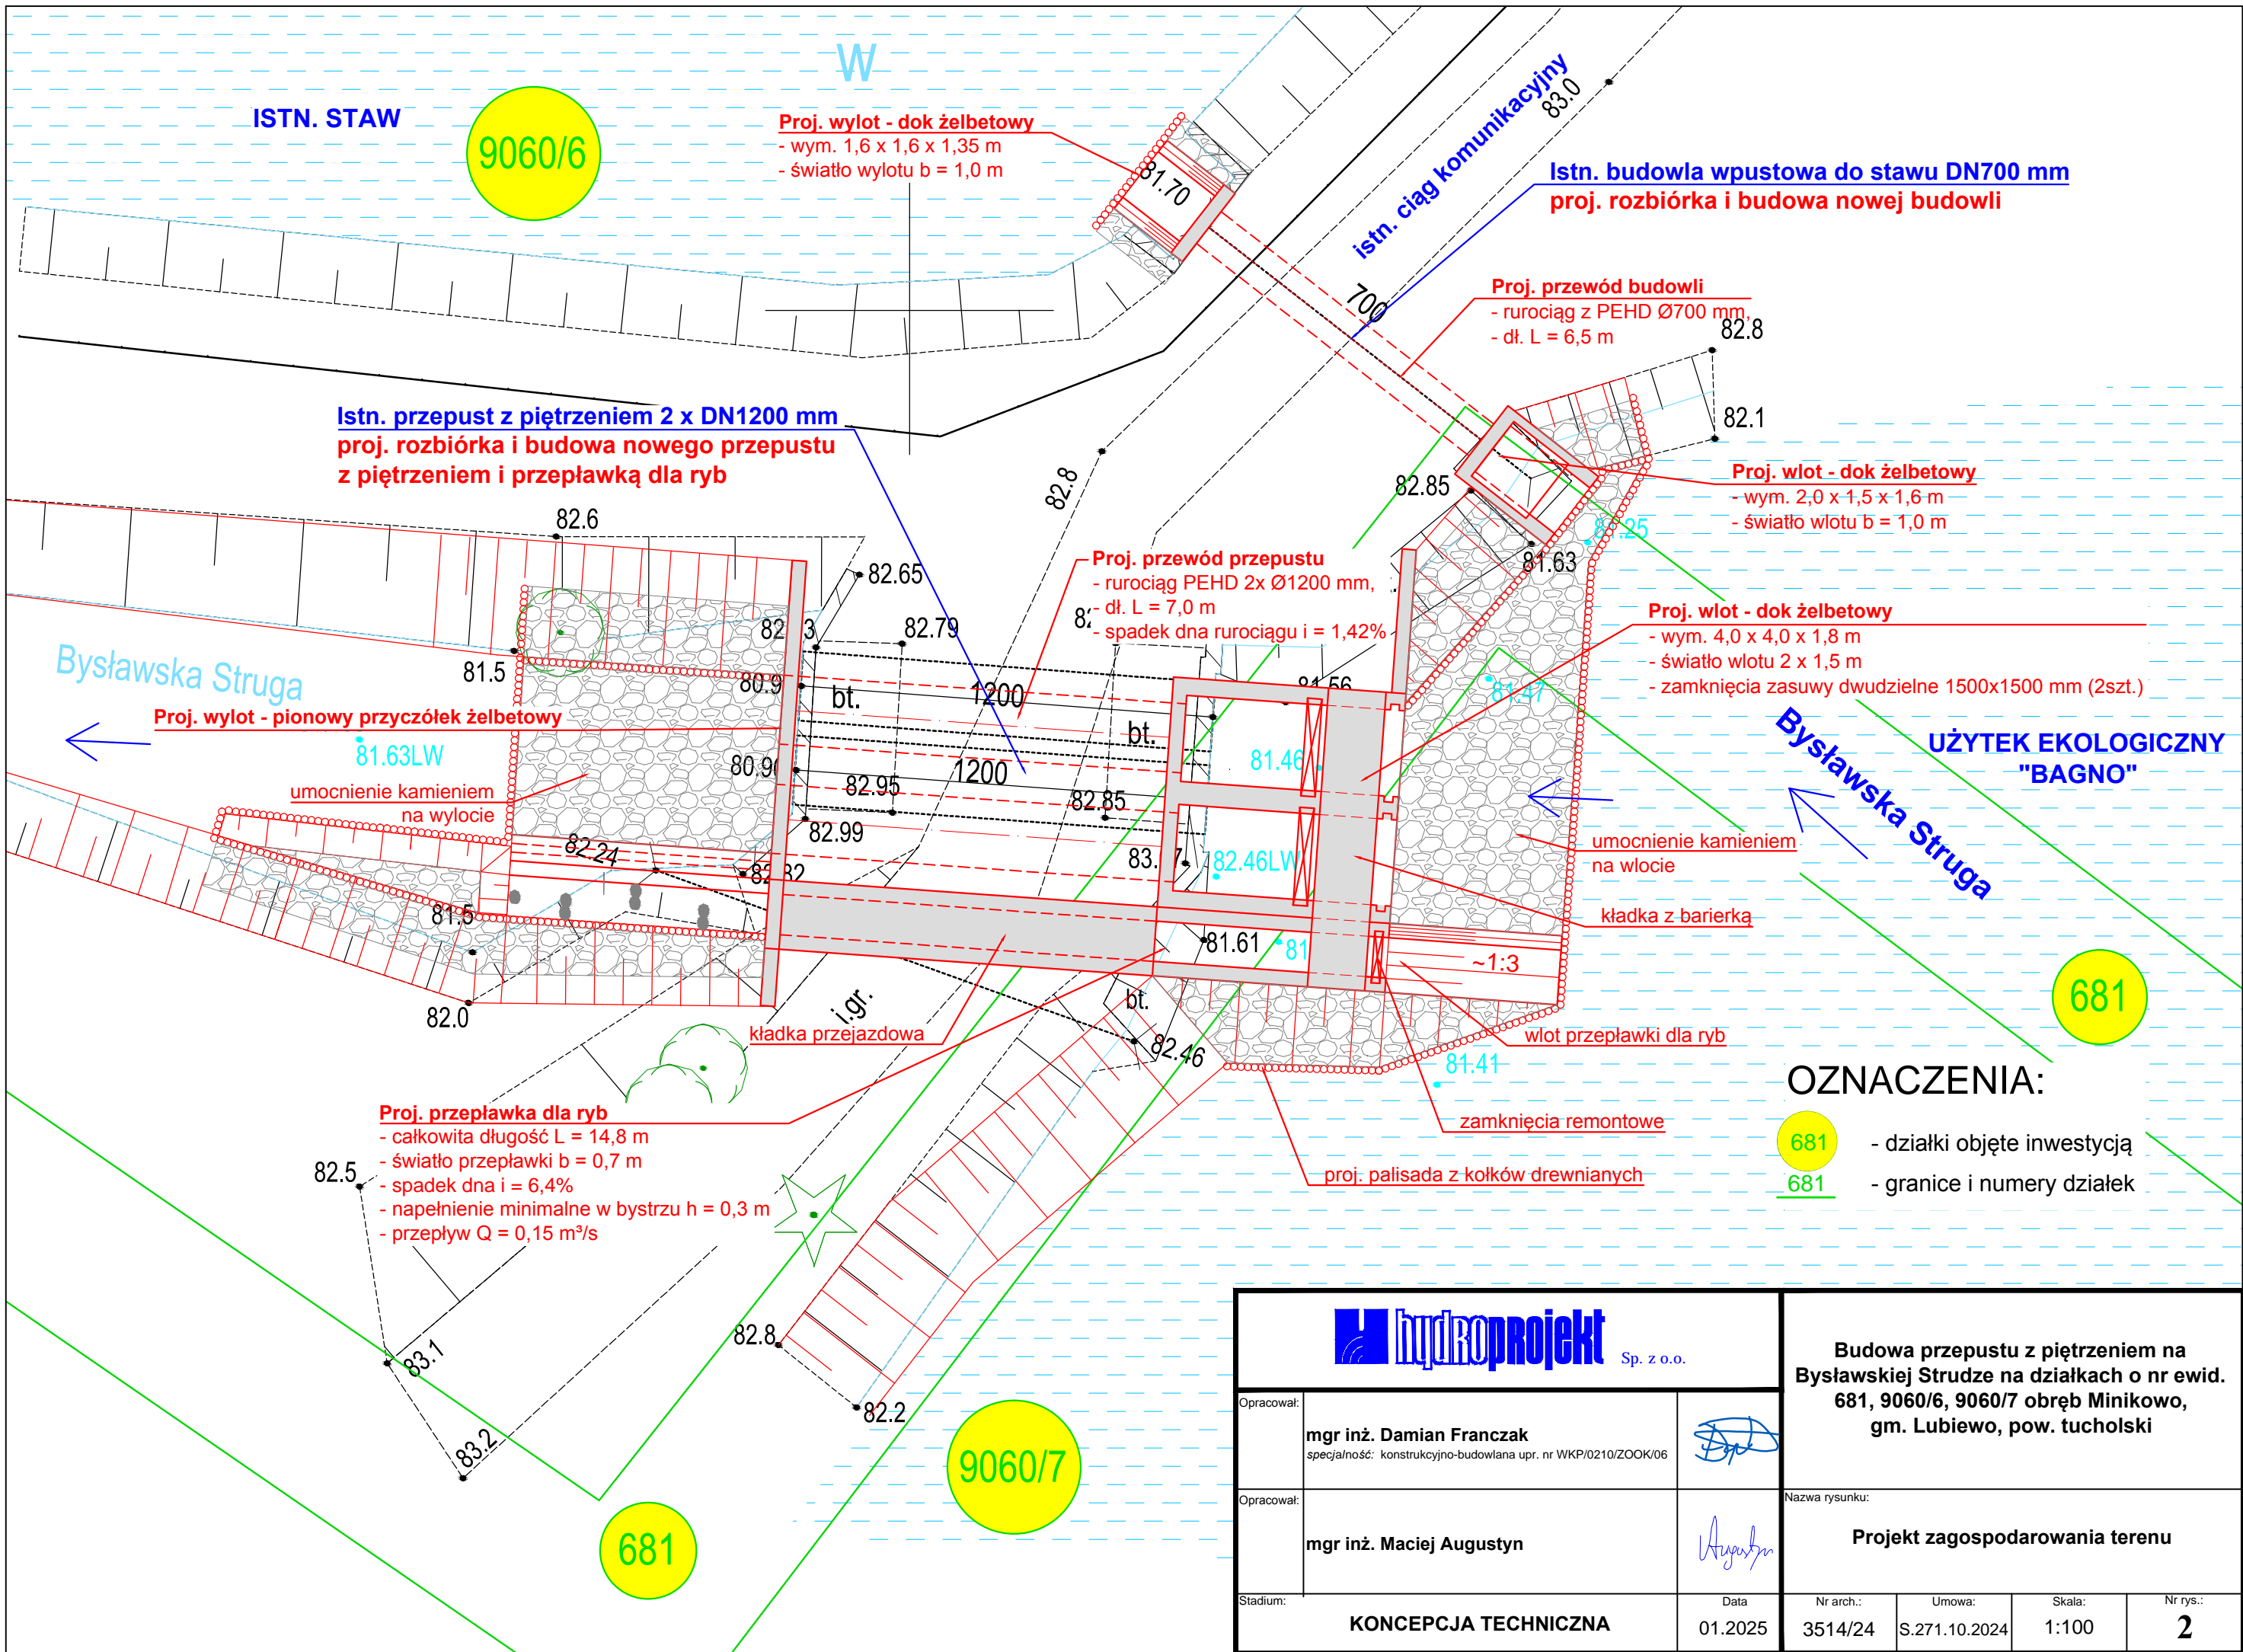 W
ISTN. STAW
9060/6
Proj. wylot - dok żelbetowy
- wym. 1,6 x 1,6 x 1,35 m
- światło wylotu b = 1,0 m
81.70
istn. ciąg komunikacyjny
83.0
Istn. budowla wpustowa do stawu DN700 mm
proj. rozbiórka i budowa nowej budowli
700
Proj. przewód budowli
- rurociąg z PEHD Ø700 mm,
- dł. L = 6,5 m
82.8
82.1
Istn. przepust z piętrzeniem 2 x DN1200 mm
proj. rozbiórka i budowa nowego przepustu
z piętrzeniem i przepławką dla ryb
82.8
82.85
Proj. wlot - dok żelbetowy
- wym. 2,0 x 1,5 x 1,6 m
- światło wlotu b = 1,0 m
81.25
81.63
82.6
82.65
82.79
Proj. przewód przepustu
- rurociąg PEHD 2x Ø1200 mm,
- dł. L = 7,0 m
- spadek dna rurociągu i = 1,42%
Proj. wlot - dok żelbetowy
- wym. 4,0 x 4,0 x 1,8 m
- światło wlotu 2 x 1,5 m
- zamknięcia zasuwy dwudzielne 1500x1500 mm (2szt.)
Bysławska Struga
81.5
80.9
bt.
1200
81.56
81.47
Proj. wylot - pionowy przyczółek żelbetowy
81.63LW
bt.
81.46
1200
82.95
82.85
82.99
Bysławska Struga
UŻYTEK EKOLOGICZNY
"BAGNO"
umocnienie kamieniem
na wylocie
82.24
82.46LW
umocnienie kamieniem
na wlocie
kładka z barierką
81.5
81.61
81
~1:3
681
82.0
i.gr.
bt.
kładka przejazdowa
82.46
wlot przepławki dla ryb
81.41
Proj. przepławka dla ryb
- całkowita długość L = 14,8 m
- światło przepławki b = 0,7 m
- spadek dna i = 6,4%
- napełnienie minimalne w bystrzu h = 0,3 m
- przepływ Q = 0,15 m³/s
82.5
zamknięcia remontowe
proj. palisada z kołków drewnianych
OZNACZENIA:
681 - działki objęte inwestycją
681 - granice i numery działek
83.1
82.8
82.2
83.2
9060/7
681
hydroprojekt Sp. z o.o.
Budowa przepustu z piętrzeniem na
Bysławskiej Strudze na działkach o nr ewid.
681, 9060/6, 9060/7 obręb Minikowo,
gm. Lubiewo, pow. tucholski
Opracował:
mgr inż. Damian Franczak
specjalność: konstrukcyjno-budowlana upr. nr WKP/0210/ZOOK/06
Opracował:
mgr inż. Maciej Augustyn
Augustyn
Nazwa rysunku:
Projekt zagospodarowania terenu
Stadium:
KONCEPCJA TECHNICZNA
Data
01.2025
Nr arch.:
3514/24
Umowa:
S.271.10.2024
Skala:
1:100
Nr rys.:
2